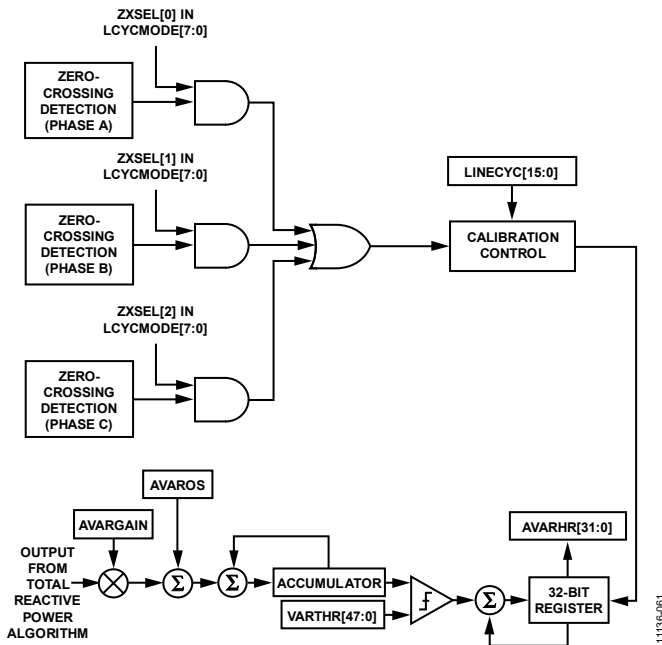 ZXSEL[0] IN
LCYCMODE[7:0]
ZERO-
CROSSING
DETECTION
(PHASE A)
ZXSEL[1] IN
LCYCMODE[7:0]
ZERO-
CROSSING
DETECTION
(PHASE B)
LINECYC[15:0]
CALIBRATION
CONTROL
ZXSEL[2] IN
LCYCMODE[7:0]
ZERO-
CROSSING
DETECTION
(PHASE C)
AVAROS
AVARGAIN
AVARHR[31:0]
OUTPUT
FROM
TOTAL
REACTIVE
POWER
ALGORITHM
Σ
Σ
ACCUMULATOR
VARTHR[47:0]
Σ
32-BIT
REGISTER
11136-061